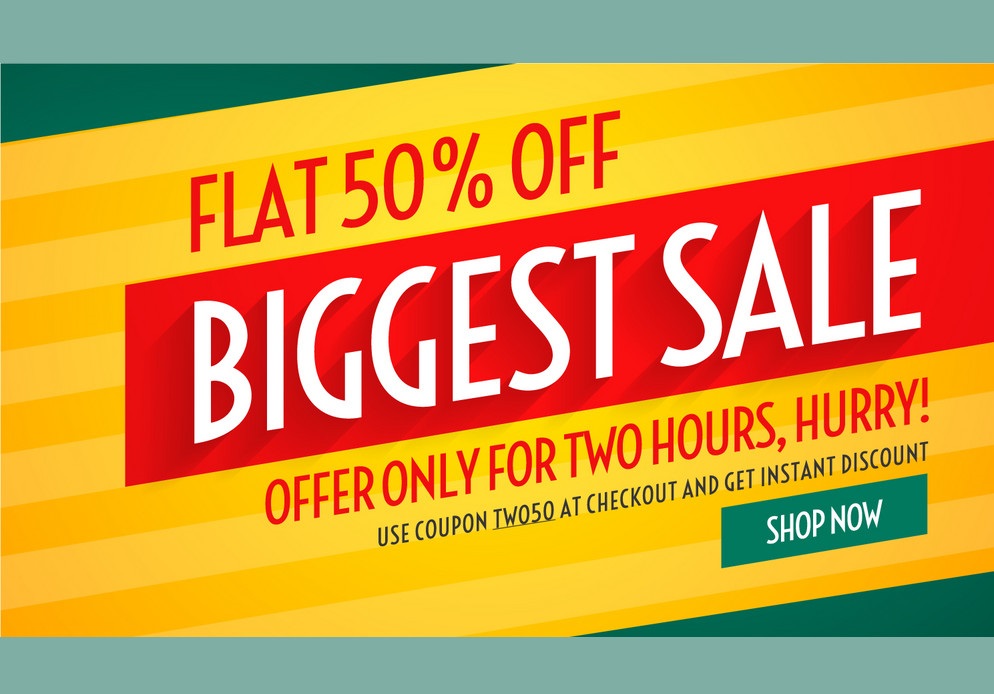 FLAT 50% OFF
BIGGEST SALE
OFFER ONLY FOR TWO HOURS, HURRY!
USE COUPON TWO50 AT CHECKOUT AND GET INSTANT DISCOUNT
SHOP NOW